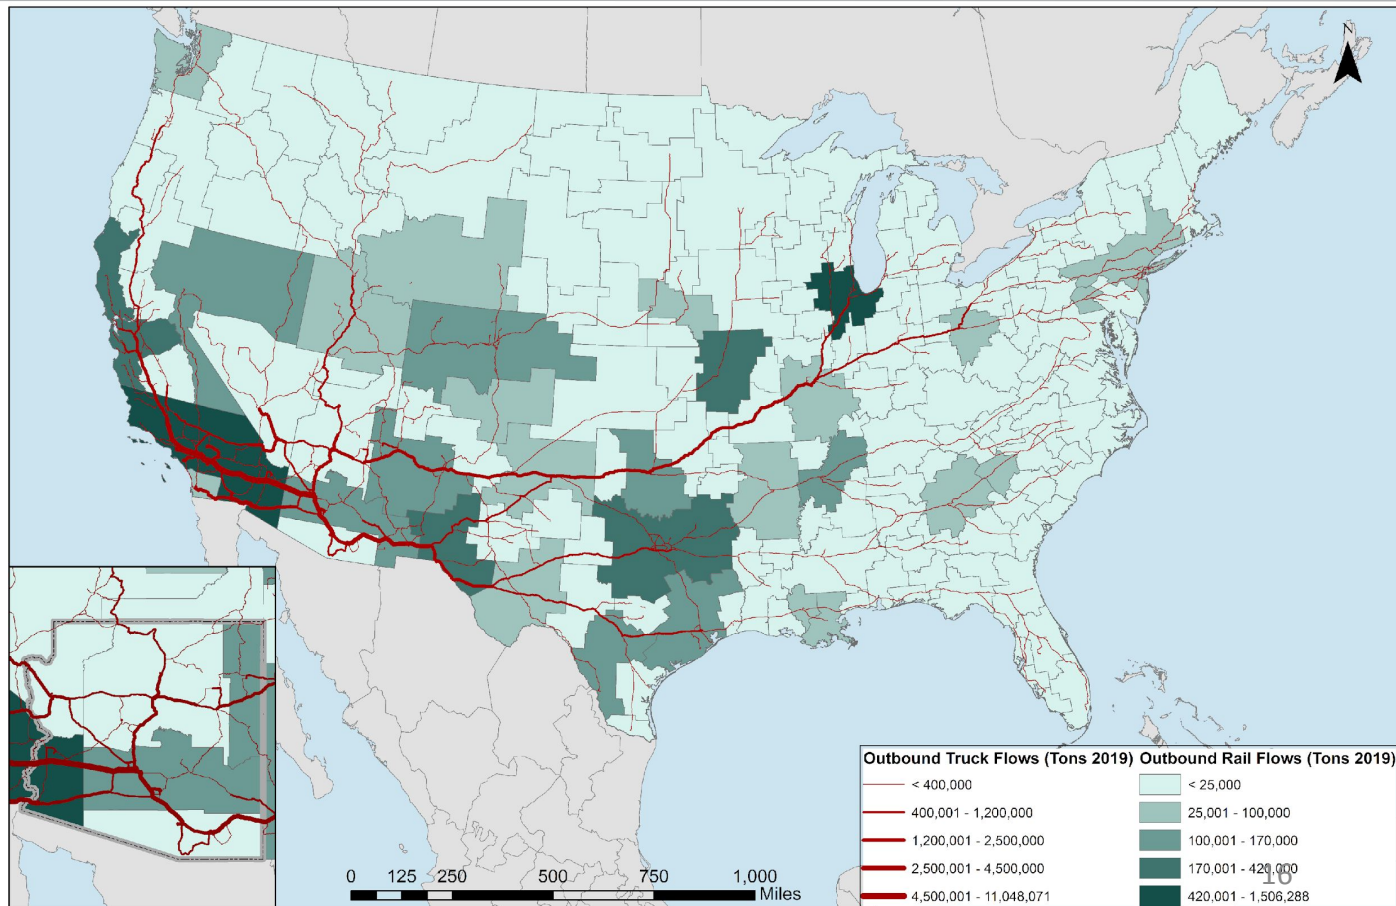 N
0 125 250 500 750 1,000
Miles
Outbound Truck Flows (Tons 2019)
< 400,000
400,001 - 1,200,000
1,200,001 - 2,500,000
2,500,001 - 4,500,000
4,500,001 - 11,048,071
Outbound Rail Flows (Tons 2019)
< 25,000
25,001 - 100,000
100,001 - 170,000
170,001 - 420,000
420,001 - 1,506,288
16